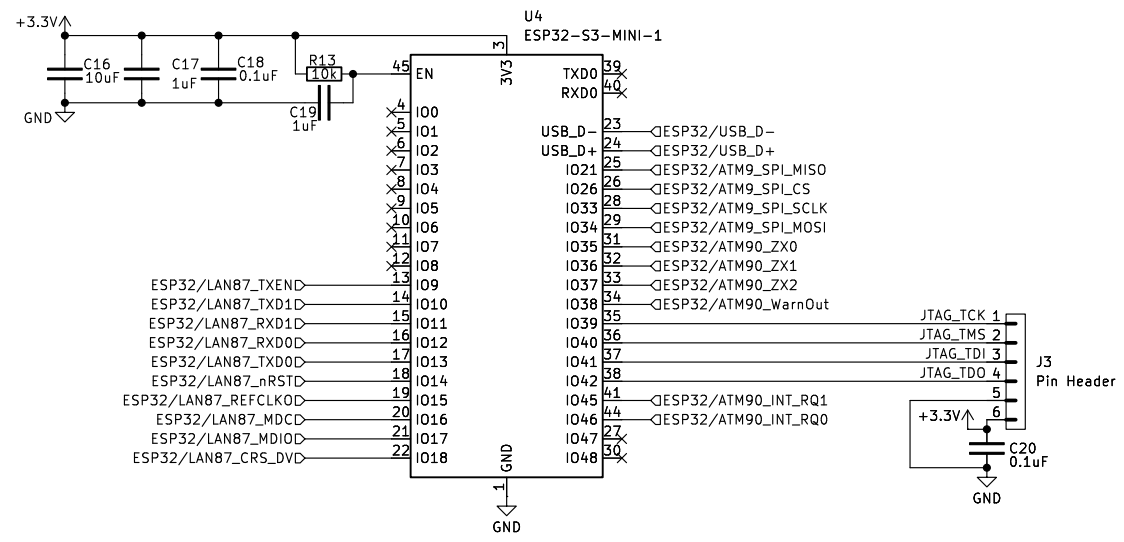 U4
ESP32-S3-MINI-1
+3.3V
C16
10uF
C17
1uF
C18
0.1uF
R13
10k
C19
1uF
GND
3
3V3
45 EN
4 IO0
5 IO1
6 IO2
7 IO3
8 IO4
9 IO5
10 IO6
11 IO7
12 IO8
ESP32/LAN87_TXEN 13 IO9
ESP32/LAN87_TXD1 14 IO10
ESP32/LAN87_RXD1 15 IO11
ESP32/LAN87_RXD0 16 IO12
ESP32/LAN87_TXD0 17 IO13
ESP32/LAN87_nRST 18 IO14
ESP32/LAN87_REFCLKO 19 IO15
ESP32/LAN87_MDC 20 IO16
ESP32/LAN87_MDIO 21 IO17
ESP32/LAN87_CRS_DV 22 IO18
TXD0 39
RXD0 40
USB_D- 23 ESP32/USB_D-
USB_D+ 24 ESP32/USB_D+
IO21 25 ESP32/ATM9_SPI_MISO
IO26 26 ESP32/ATM9_SPI_CS
IO33 28 ESP32/ATM9_SPI_SCLK
IO34 29 ESP32/ATM9_SPI_MOSI
IO35 31 ESP32/ATM90_ZX0
IO36 32 ESP32/ATM90_ZX1
IO37 33 ESP32/ATM90_ZX2
IO38 34 ESP32/ATM90_WarnOut
IO39 35 JTAG_TCK 1
IO40 36 JTAG_TMS 2
IO41 37 JTAG_TDI 3
IO42 38 JTAG_TDO 4
IO45 41 ESP32/ATM90_INT_RQ1 5
IO46 44 ESP32/ATM90_INT_RQ0 6
IO47 27
IO48 30
GND
1
GND
J3
Pin Header
+3.3V
C20
0.1uF
GND